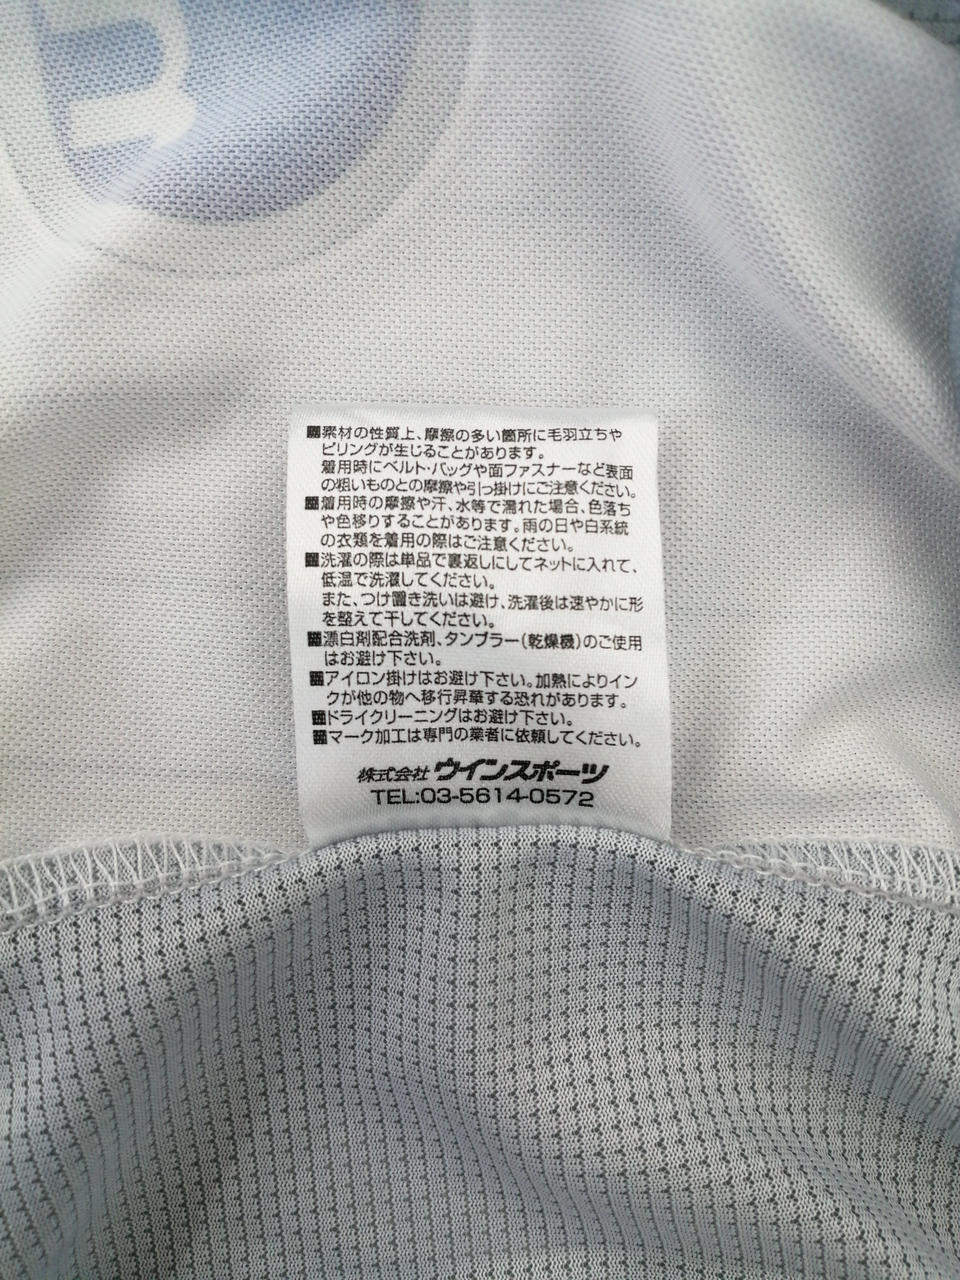 ■素材の性質上、摩擦の多い箇所に毛羽立ちや
ピリングが生じることがあります。
着用時にベルト・バッグや面ファスナーなど表面
の粗いものとの摩擦や引っ掛けにご注意ください。
■着用時の摩擦や汗、水等で濡れた場合、色落ち
や色移りすることがあります。雨の日や白系統
の衣類を着用の際はご注意ください。
■洗濯の際は単品で裏返しにしてネットに入れて、
低温で洗濯してください。
また、つけ置き洗いは避け、洗濯後は速やかに形
を整えて干してください。
■漂白剤配合洗剤、タンブラー(乾燥機)のご使用
はお避け下さい。
■アイロン掛けはお避け下さい。加熱によりイン
クが他の物へ移行昇華する恐れがあります。
■ドライクリーニングはお避け下さい。
■マーク加工は専門の業者に依頼してください。
株式会社 ウインスポーツ
TEL:03-5614-0572